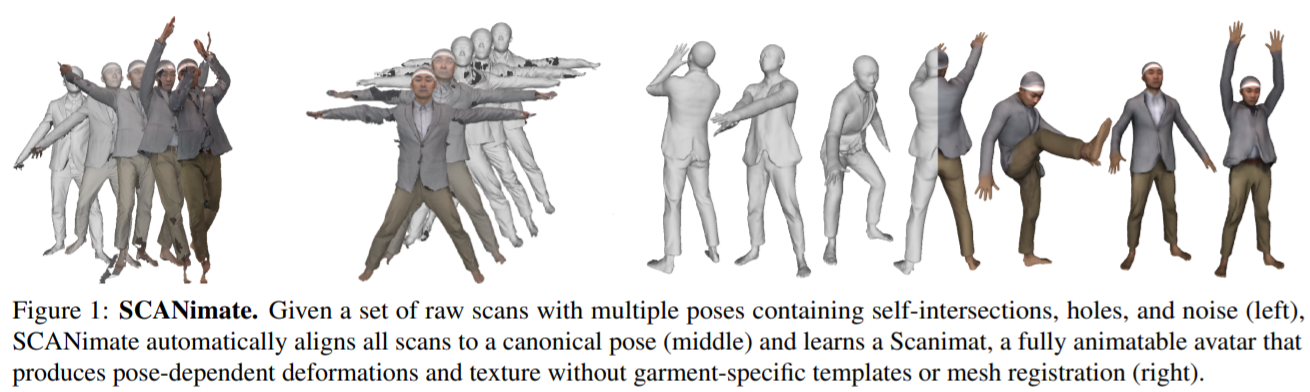 Figure 1: SCANimate. Given a set of raw scans with multiple poses containing self-intersections, holes, and noise (left),
SCANimate automatically aligns all scans to a canonical pose (middle) and learns a Scanimat, a fully animatable avatar that
produces pose-dependent deformations and texture without garment-specific templates or mesh registration (right).